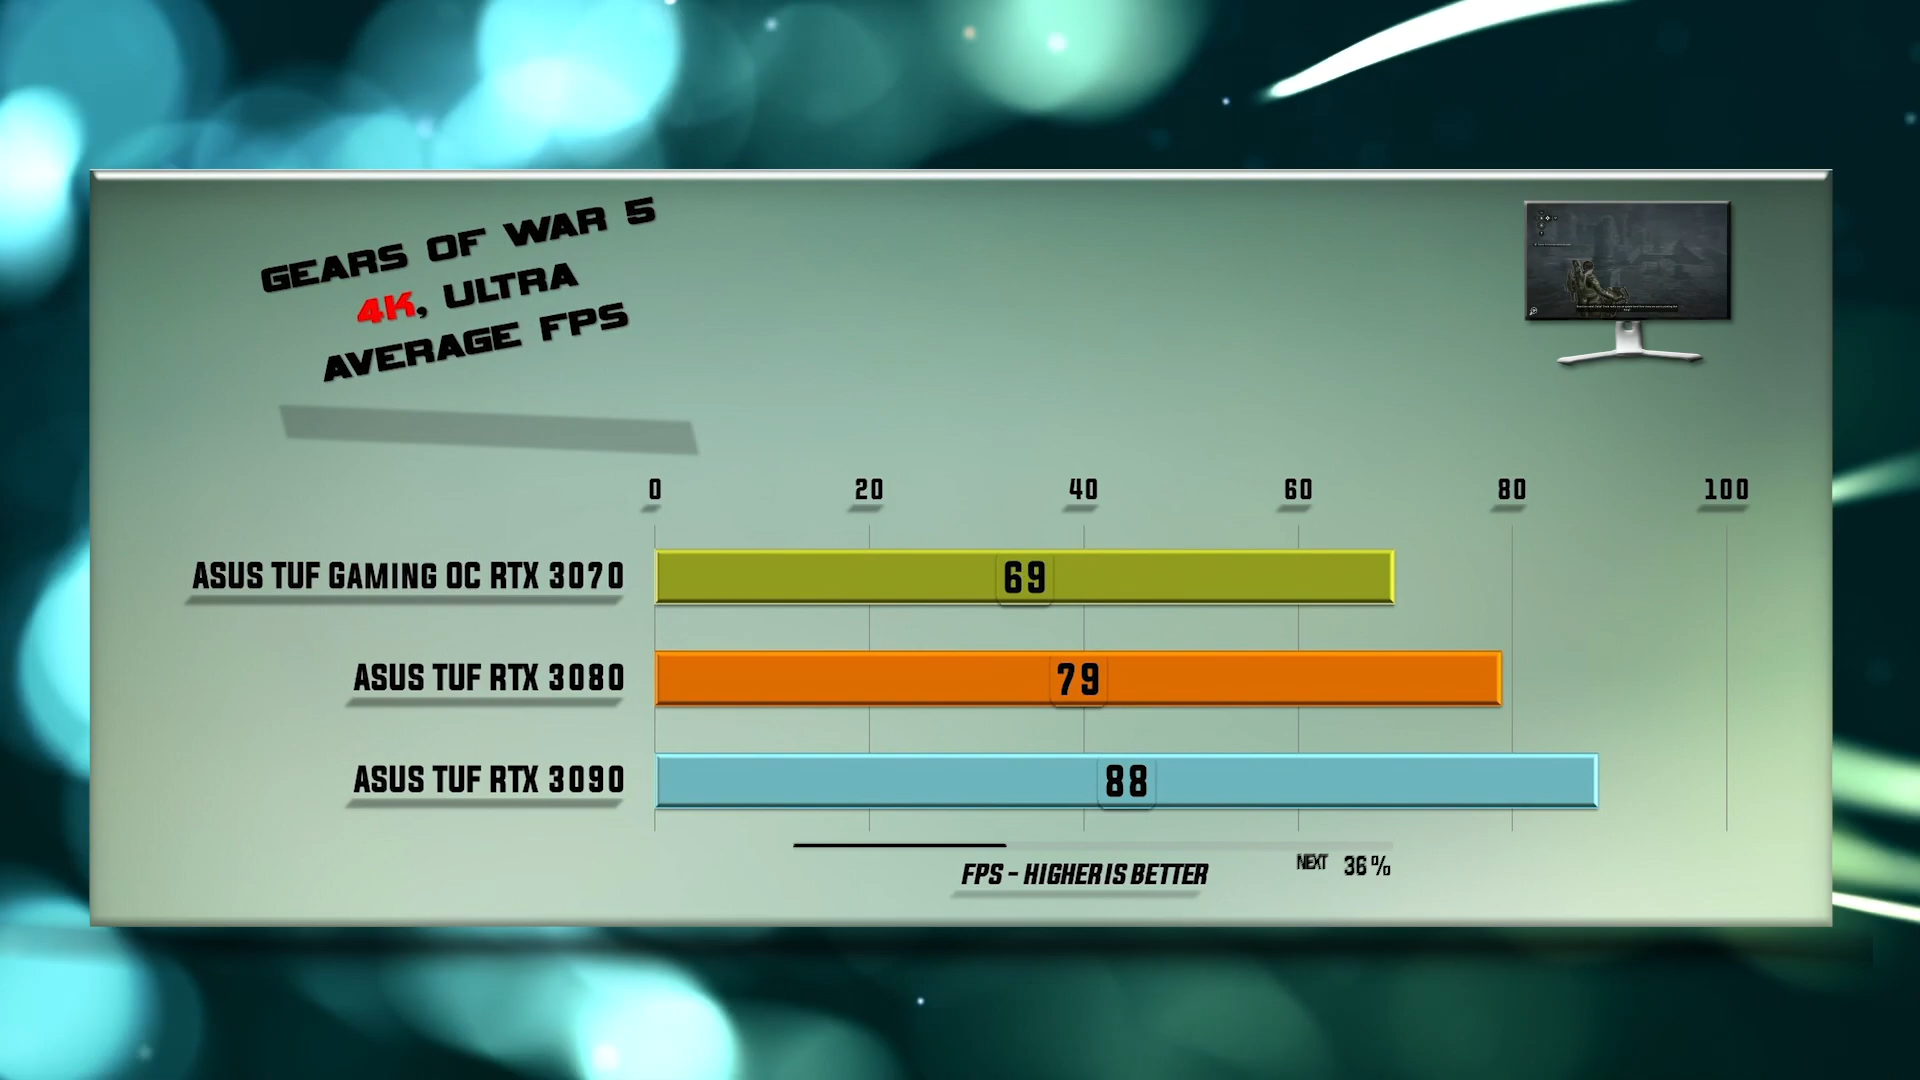 GEARS OF WAR 5
4K, ULTRA
AVERAGE FPS
0 20 40 60 80 100
ASUS TUF GAMING OC RTX 3070 69
ASUS TUF RTX 3080 79
ASUS TUF RTX 3090 88
FPS - HIGHER IS BETTER
NEXT 36%